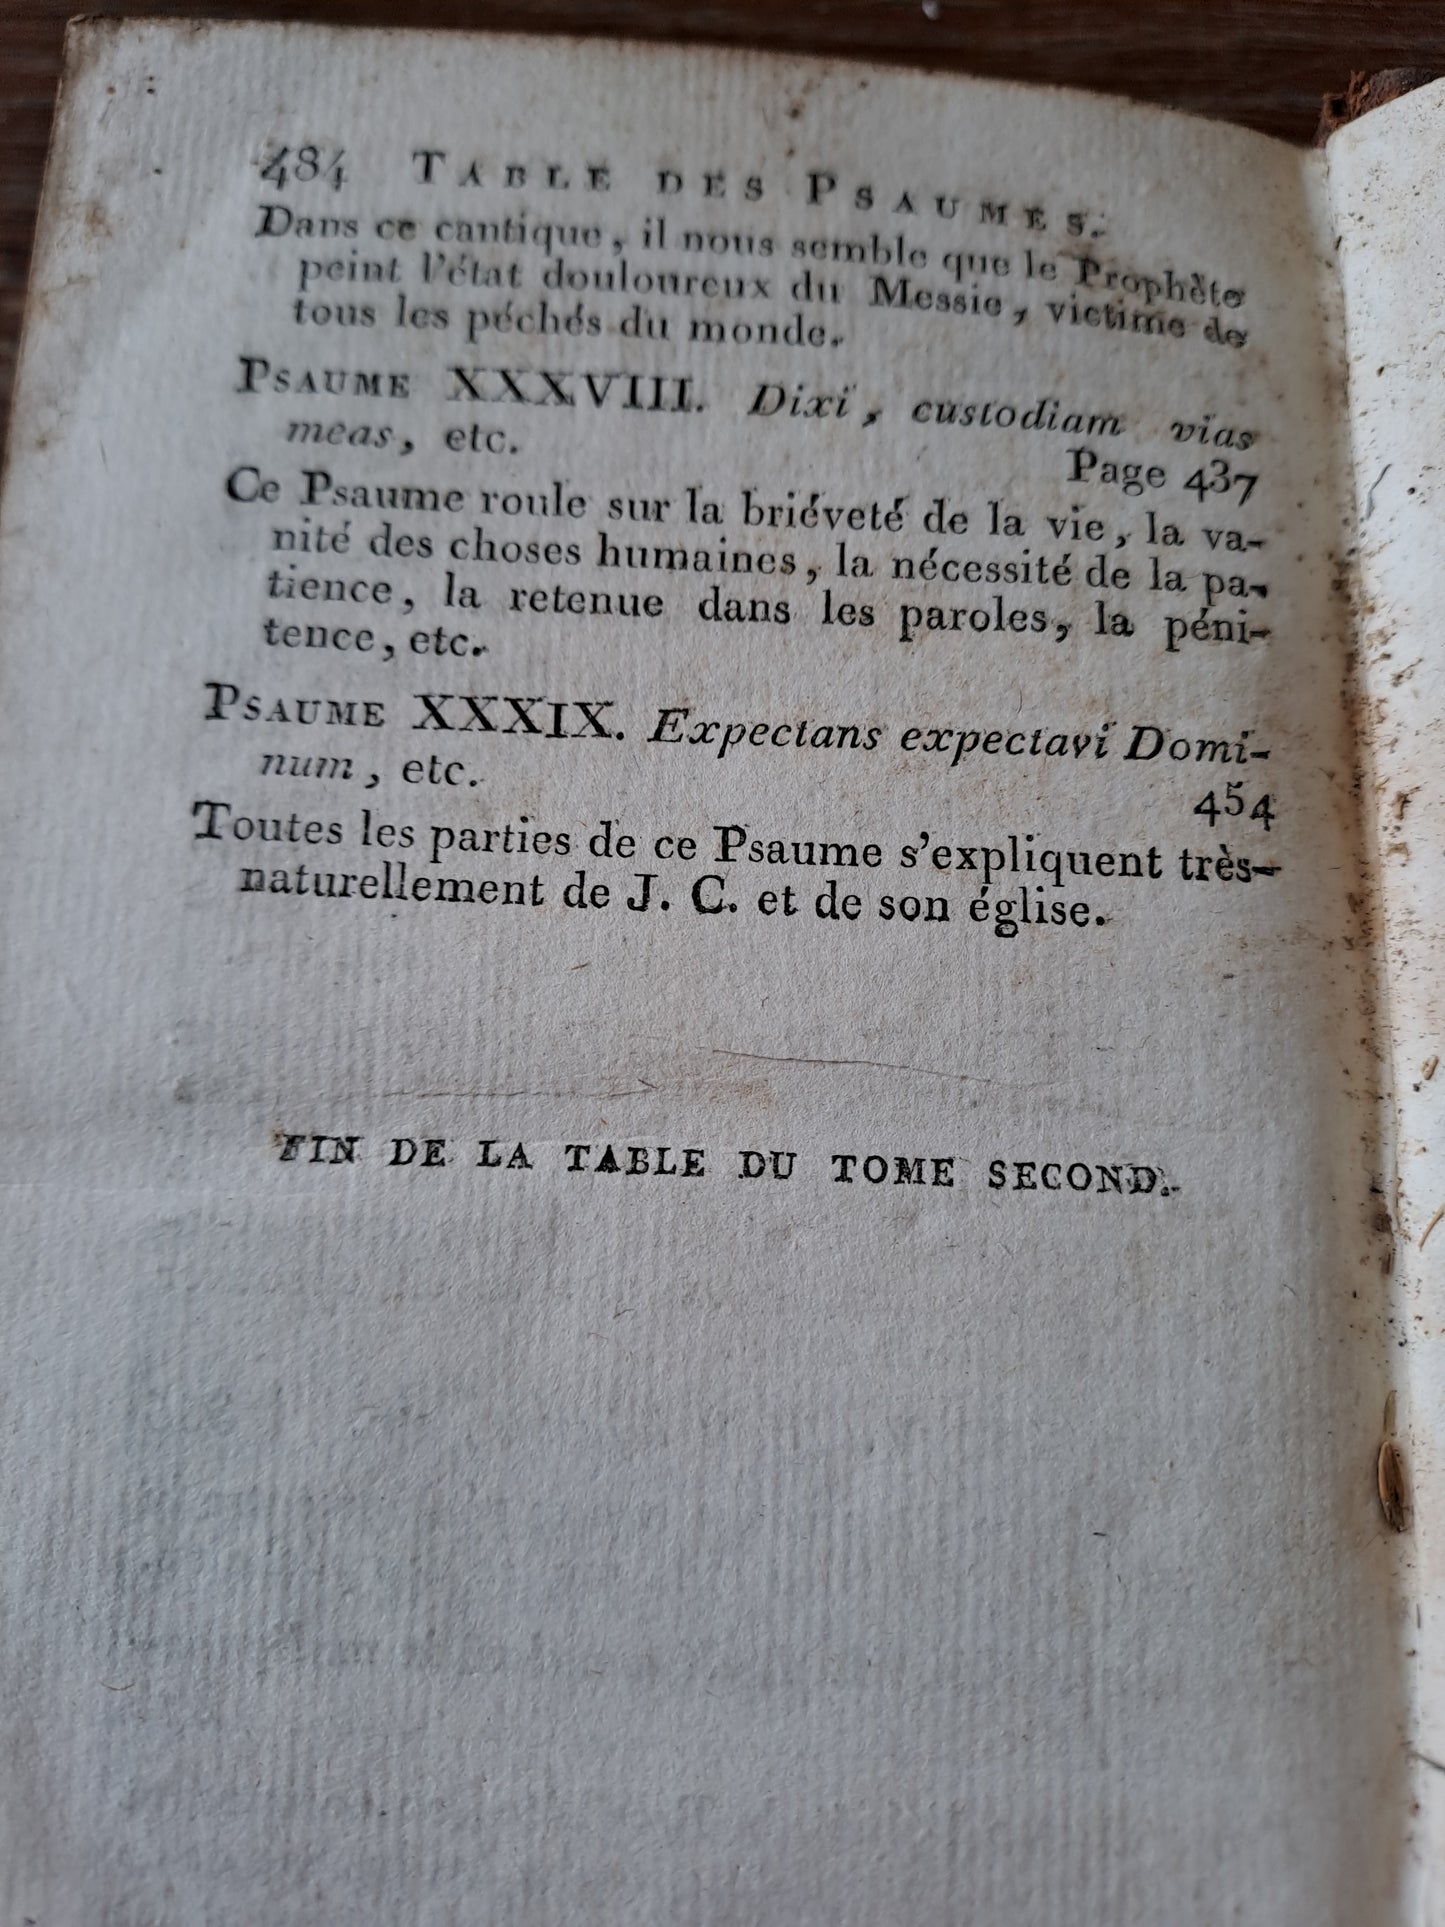 484 TABLE DES PSAUMES.
Dans ce cantique, il nous semble que le Prophète
peint l'état douloureux du Messie, victime de
tous les péchés du monde.
PSAUME XXXVIII. Dixi, custodiam vias
meas, etc. Page 437
Ce Psaume roule sur la briéveté de la vie, la va-
nité des choses humaines, la nécessité de la pa-
tience, la retenue dans les paroles, la péni-
tence, etc.
PSAUME XXXIX. Expectans expectavi Domi-
num, etc. 454
Toutes les parties de ce Psaume s'expliquent très-
naturellement de J. C. et de son église.
FIN DE LA TABLE DU TOME SECOND.